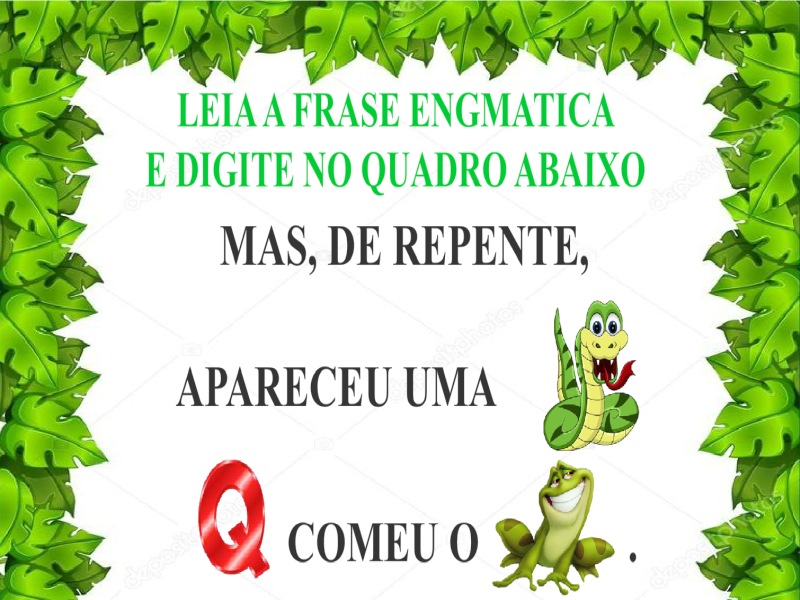 LEIA A FRASE ENGMATICA
E DIGITE NO QUADRO ABAIXO
MAS, DE REPENTE,
APARECEU UMA
Q COMEU O .